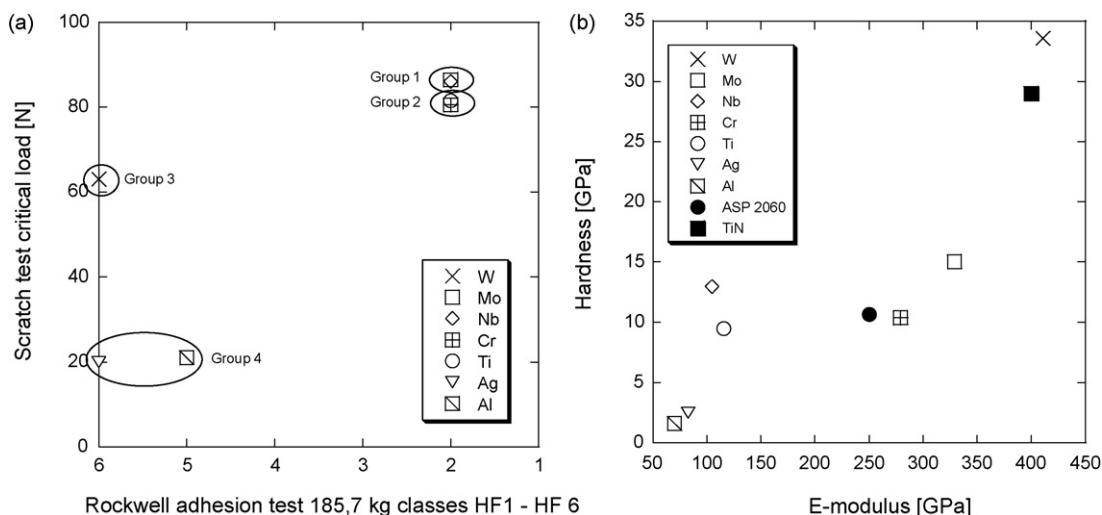 (a)
100
80
60
40
20
0
Scratch test critical load [N]
Group 1
Group 2
Group 3
Group 4
W
Mo
Nb
Cr
Ti
Ag
Al
6 5 4 3 2 1
Rockwell adhesion test 185,7 kg classes HF1 - HF 6
(b)
35
30
25
20
15
10
5
0
Hardness [GPa]
W
Mo
Nb
Cr
Ti
Ag
Al
ASP 2060
TiN
50 100 150 200 250 300 350 400 450
E-modulus [GPa]